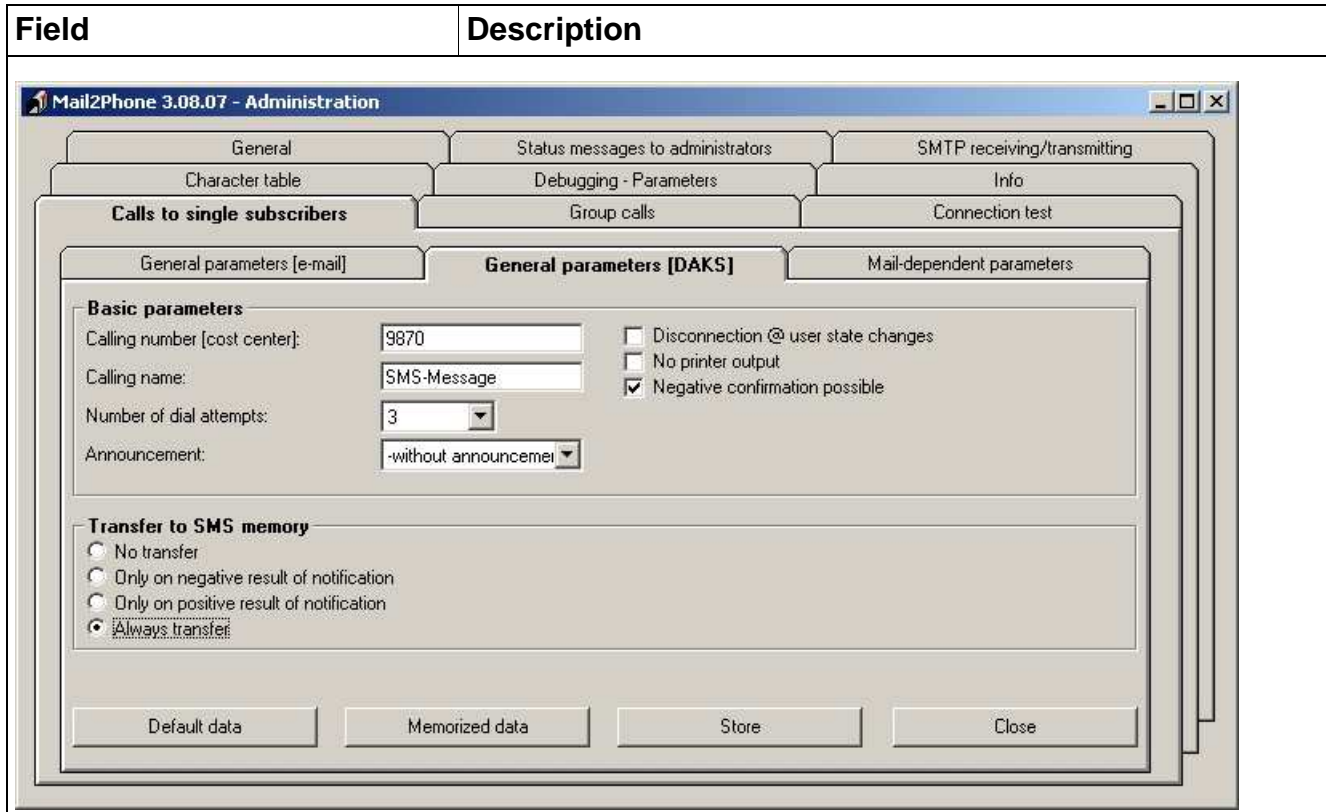 Field Description
Mail2Phone 3.08.07 - Administration
General Status messages to administrators SMTP receiving/transmitting
Character table Debugging - Parameters Info
Calls to single subscribers Group calls Connection test
General parameters [e-mail] General parameters [DAKS] Mail-dependent parameters
Basic parameters
Calling number [cost center]: 9870 Disconnection @ user state changes
No printer output
Calling name: SMS-Message Negative confirmation possible
Number of dial attempts: 3
Announcement: -without announcemei
Transfer to SMS memory
No transfer
Only on negative result of notification
Only on positive result of notification
Always transfer
Default data Memorized data Store Close